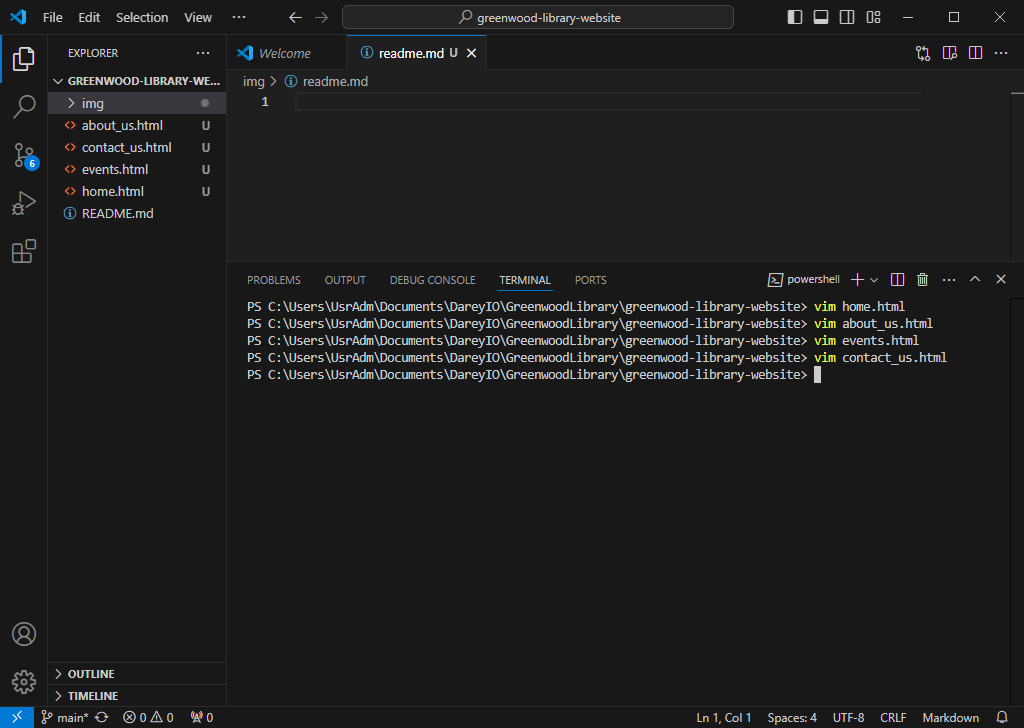 File Edit Selection View ··· greenwood-library-website
EXPLORER ···
GREENWOOD-LIBRARY-WE...
img
about_us.html U
contact_us.html U
events.html U
home.html U
README.md
Welcome
readme.md U
img > readme.md
1
PROBLEMS OUTPUT DEBUG CONSOLE TERMINAL PORTS powershell
PS C:\Users\UsrAdm\Documents\DareyIO\GreenwoodLibrary\greenwood-library-website> vim home.html
PS C:\Users\UsrAdm\Documents\DareyIO\GreenwoodLibrary\greenwood-library-website> vim about_us.html
PS C:\Users\UsrAdm\Documents\DareyIO\GreenwoodLibrary\greenwood-library-website> vim events.html
PS C:\Users\UsrAdm\Documents\DareyIO\GreenwoodLibrary\greenwood-library-website> vim contact_us.html
PS C:\Users\UsrAdm\Documents\DareyIO\GreenwoodLibrary\greenwood-library-website>
6
OUTLINE
TIMELINE
main* 0 0 0 Ln 1, Col 1 Spaces: 4 UTF-8 CRLF Markdown